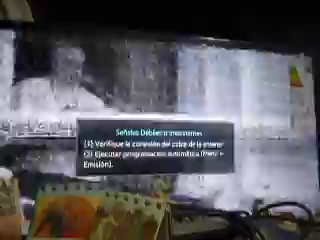 Señales Débiles o Inexistentes
(1) Verifique la conexión del cable de la antena
(2) Ejecutar programación automática (Menú >
Emisión).